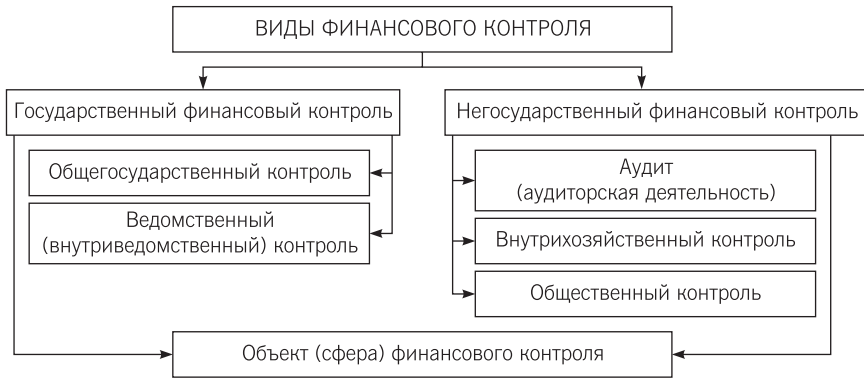 ВИДЫ ФИНАНСОВОГО КОНТРОЛЯ
Государственный финансовый контроль
Негосударственный финансовый контроль
Общегосударственный контроль
Ведомственный
(внутриведомственный) контроль
Аудит
(аудиторская деятельность)
Внутрихозяйственный контроль
Общественный контроль
Объект (сфера) финансового контроля